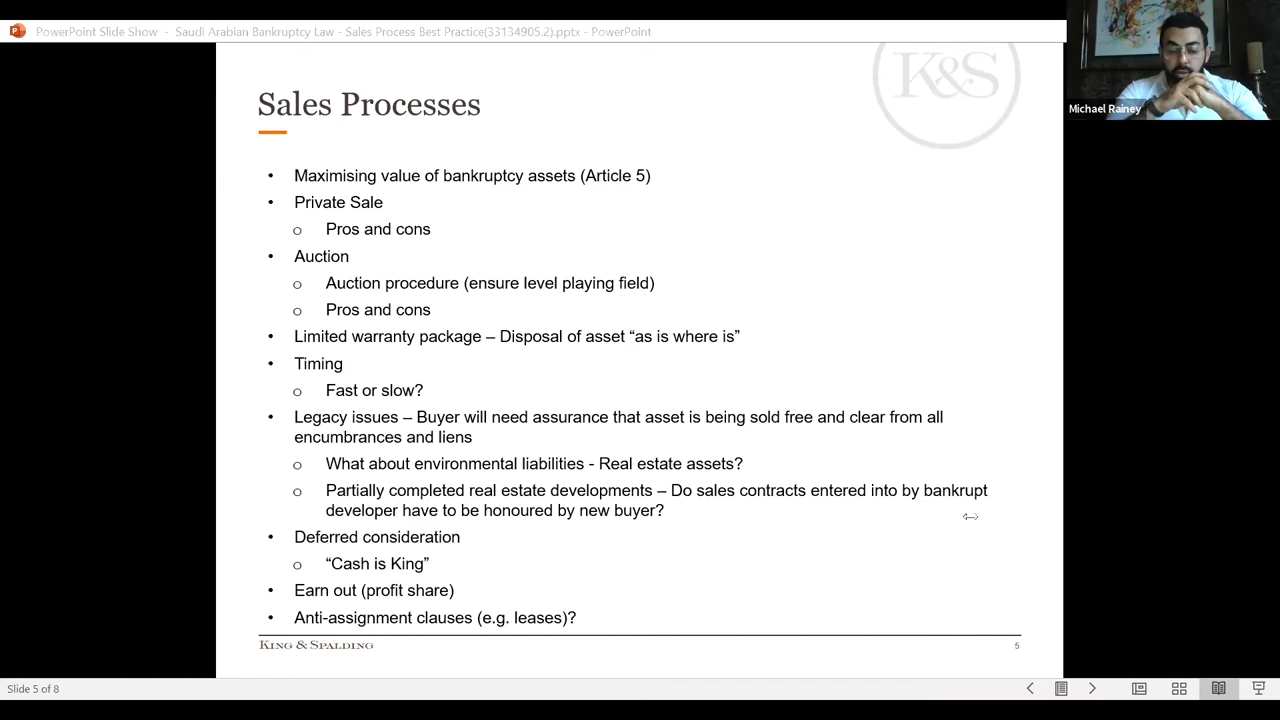 PowerPoint Slide Show - Saudi Arabian Bankruptcy Law - Sales Process Best Practice(33134905.2).pptx - PowerPoint
K&S
Michael Rainey
Sales Processes
• Maximising value of bankruptcy assets (Article 5)
• Private Sale
o Pros and cons
• Auction
o Auction procedure (ensure level playing field)
o Pros and cons
• Limited warranty package – Disposal of asset “as is where is”
• Timing
o Fast or slow?
• Legacy issues – Buyer will need assurance that asset is being sold free and clear from all
encumbrances and liens
o What about environmental liabilities - Real estate assets?
o Partially completed real estate developments – Do sales contracts entered into by bankrupt
developer have to be honoured by new buyer?
• Deferred consideration
o “Cash is King”
• Earn out (profit share)
• Anti-assignment clauses (e.g. leases)?
KING & SPALDING
5
Slide 5 of 8